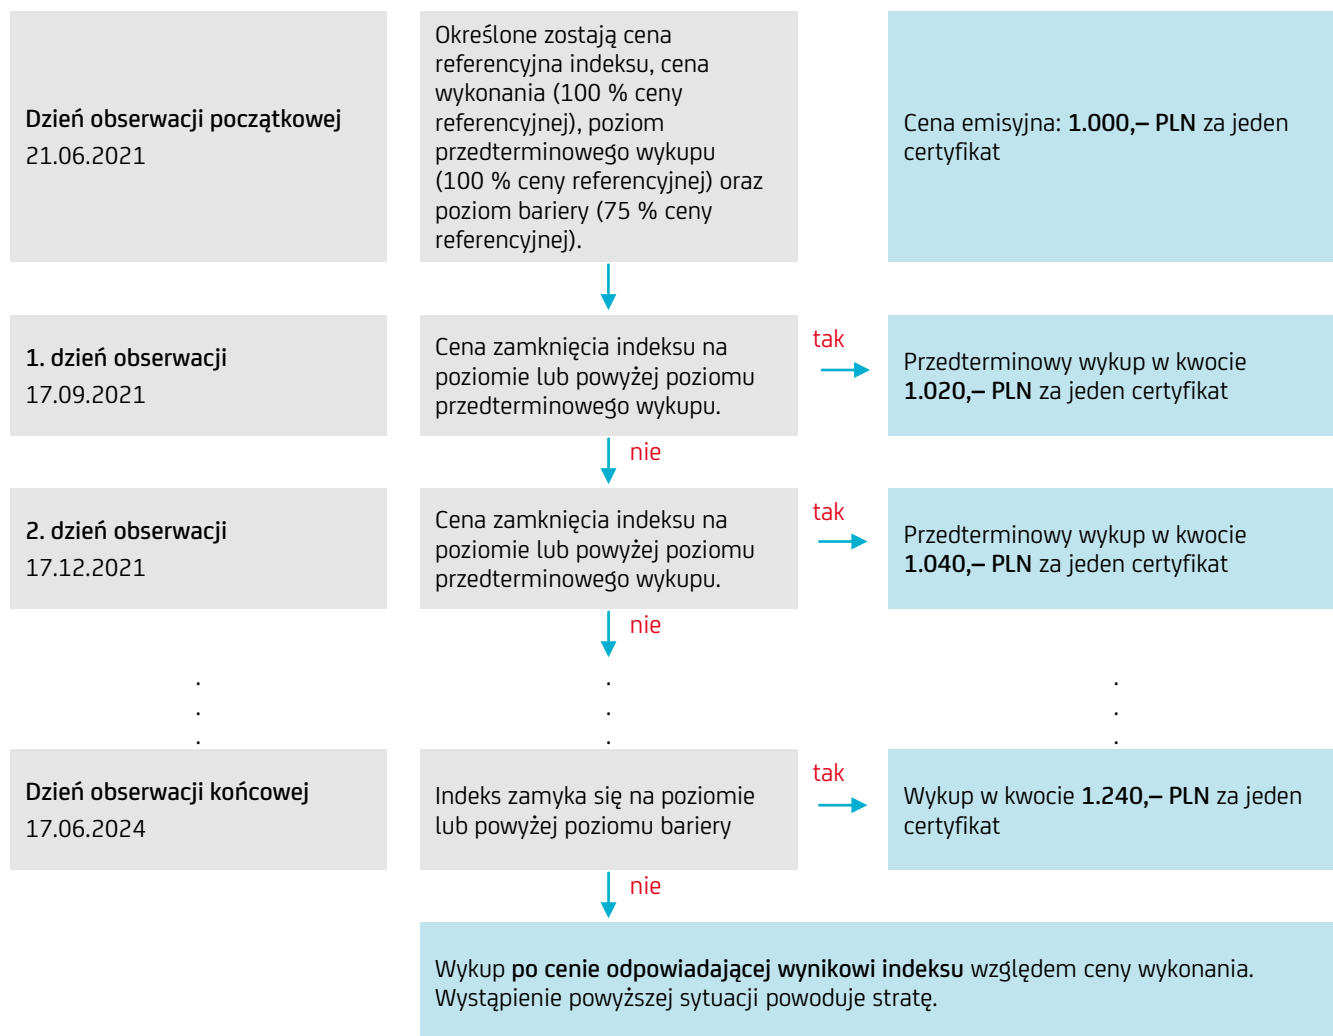 Dzień obserwacji początkowej
21.06.2021
Określone zostają cena
referencyjna indeksu, cena
wykonania (100 % ceny
referencyjnej), poziom
przedterminowego wykupu
(100 % ceny referencyjnej) oraz
poziom bariery (75 % ceny
referencyjnej).
Cena emisyjna: 1.000,– PLN za jeden
certyfikat
1. dzień obserwacji
17.09.2021
Cena zamknięcia indeksu na
poziomie lub powyżej poziomu
przedterminowego wykupu.
tak
Przedterminowy wykup w kwocie
1.020,– PLN za jeden certyfikat
nie
2. dzień obserwacji
17.12.2021
Cena zamknięcia indeksu na
poziomie lub powyżej poziomu
przedterminowego wykupu.
tak
Przedterminowy wykup w kwocie
1.040,– PLN za jeden certyfikat
nie
. . .
. . .
. . .
Dzień obserwacji końcowej
17.06.2024
Indeks zamyka się na poziomie
lub powyżej poziomu bariery
tak
Wykup w kwocie 1.240,– PLN za jeden
certyfikat
nie
Wykup po cenie odpowiadającej wynikowi indeksu względem ceny wykonania.
Wystąpienie powyższej sytuacji powoduje stratę.